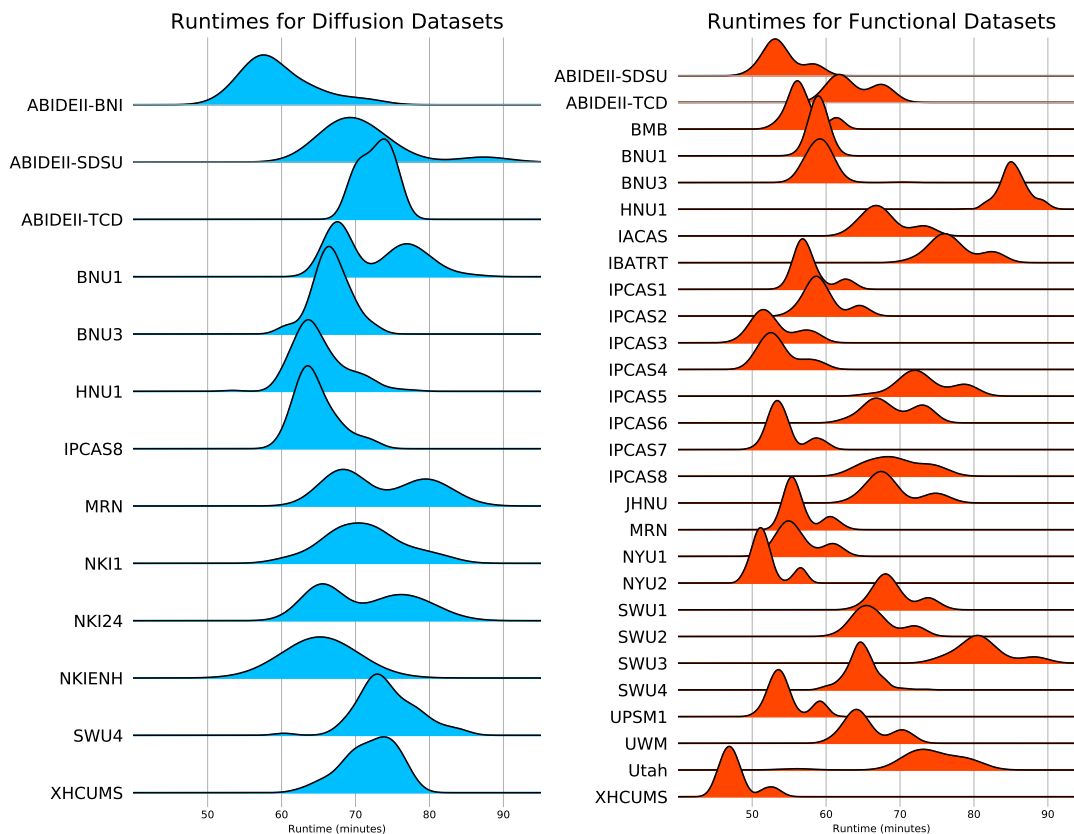 Runtimes for Diffusion Datasets
ABIDEII-BNI
ABIDEII-SDSU
ABIDEII-TCD
BNU1
BNU3
HNU1
IPCAS8
MRN
NKI1
NKI24
NKIENH
SWU4
XHCUMS
50 60 70 80 90
Runtime (minutes)
Runtimes for Functional Datasets
ABIDEII-SDSU
ABIDEII-TCD
BMB
BNU1
BNU3
HNU1
IACAS
IBATRT
IPCAS1
IPCAS2
IPCAS3
IPCAS4
IPCAS5
IPCAS6
IPCAS7
IPCAS8
JHNU
MRN
NYU1
NYU2
SWU1
SWU2
SWU3
SWU4
UPSM1
UWM
Utah
XHCUMS
50 60 70 80 90
Runtime (minutes)